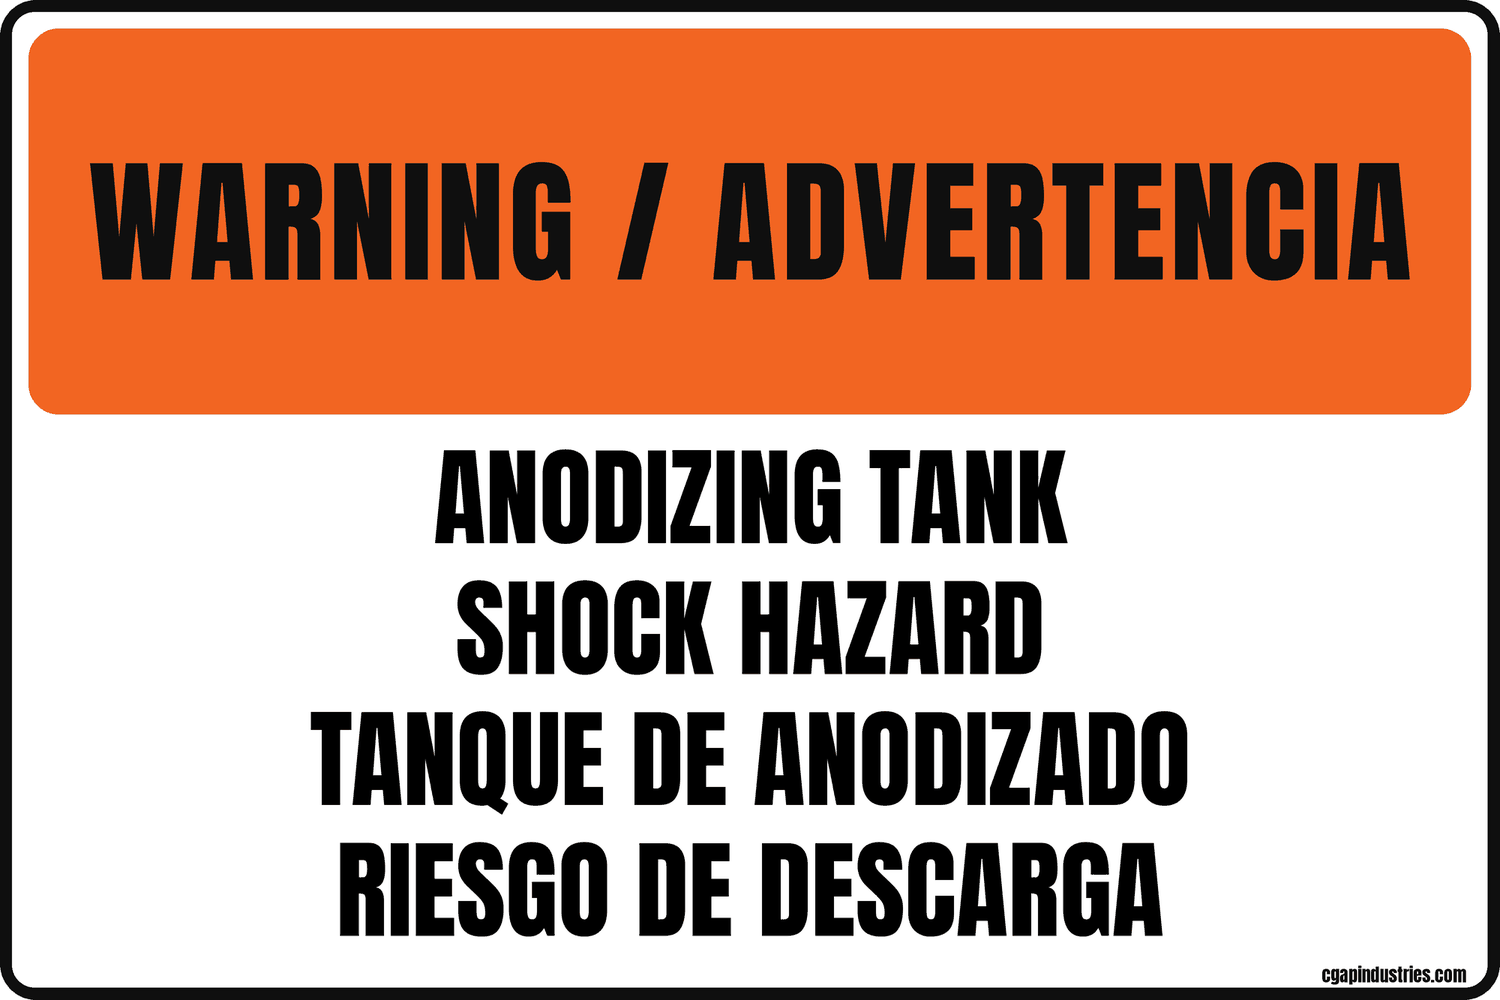 WARNING / ADVERTENCIA
ANODIZING TANK
SHOCK HAZARD
TANQUE DE ANODIZADO
RIESGO DE DESCARGA
cgapindustries.com